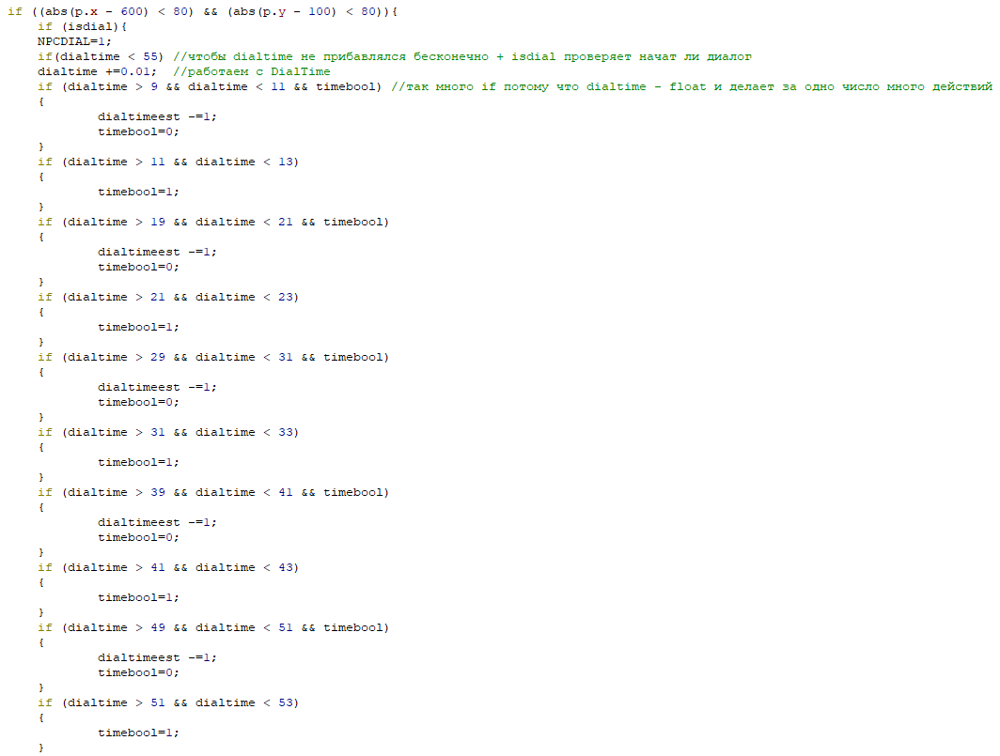 if ((abs(p.x - 600) < 80) && (abs(p.y - 100) < 80)){
    if (isdial){
    NPCDIAL=1;
    if(dialtime < 55) //чтобы dialtime не прибавлялся бесконечно + isdial проверяет начат ли диалог
    dialtime +=0.01;  //работаем с DialTime
    if (dialtime > 9 && dialtime < 11 && timebool) //так много if потому что dialtime - float и делает за одно число много действий
    {
            dialtimeest -=1;
            timebool=0;
    }
    if (dialtime > 11 && dialtime < 13)
    {
            timebool=1;
    }
    if (dialtime > 19 && dialtime < 21 && timebool)
    {
            dialtimeest -=1;
            timebool=0;
    }
    if (dialtime > 21 && dialtime < 23)
    {
            timebool=1;
    }
    if (dialtime > 29 && dialtime < 31 && timebool)
    {
            dialtimeest -=1;
            timebool=0;
    }
    if (dialtime > 31 && dialtime < 33)
    {
            timebool=1;
    }
    if (dialtime > 39 && dialtime < 41 && timebool)
    {
            dialtimeest -=1;
            timebool=0;
    }
    if (dialtime > 41 && dialtime < 43)
    {
            timebool=1;
    }
    if (dialtime > 49 && dialtime < 51 && timebool)
    {
            dialtimeest -=1;
            timebool=0;
    }
    if (dialtime > 51 && dialtime < 53)
    {
            timebool=1;
    }